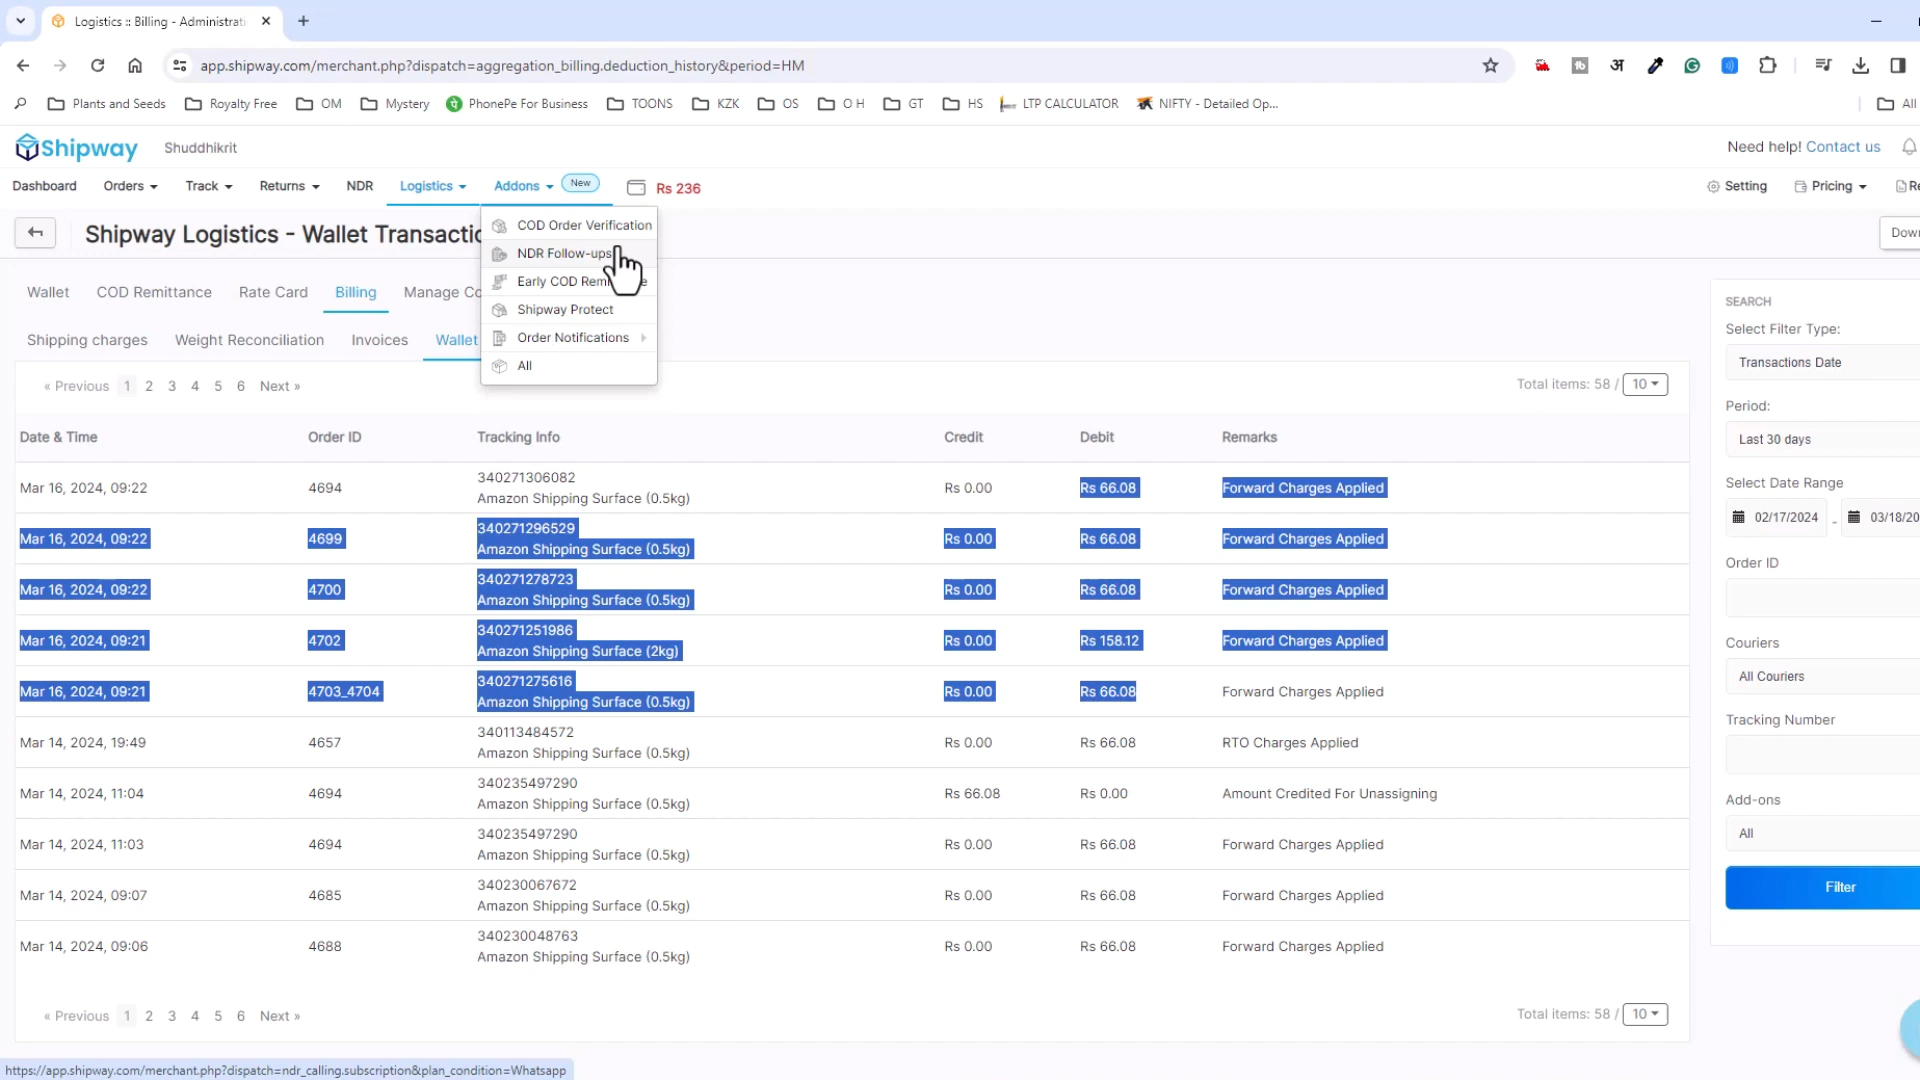 Logistics :: Billing - Administrati
app.shipway.com/merchant.php?dispatch=aggregation_billing.deduction_history&period=HM
Plants and Seeds Royalty Free OM Mystery PhonePe For Business TOONS KZK OS O H GT HS LTP CALCULATOR NIFTY - Detailed Op... All
Shipway Shuddhikrit Need help! Contact us
Dashboard Orders Track Returns NDR Logistics Addons New Rs 236 Setting Pricing Re
Shipway Logistics - Wallet Transactio Down
COD Order Verification
NDR Follow-ups
Early COD Remi e
Shipway Protect
Order Notifications
All
Wallet COD Remittance Rate Card Billing Manage Co
Shipping charges Weight Reconciliation Invoices Wallet
« Previous 1 2 3 4 5 6 Next » Total items: 58 / 10
Date & Time Order ID Tracking Info Credit Debit Remarks
Mar 16, 2024, 09:22 4694 340271306082 Rs 0.00 Rs 66.08 Forward Charges Applied
Amazon Shipping Surface (0.5kg)
Mar 16, 2024, 09:22 4699 340271296529 Rs 0.00 Rs 66.08 Forward Charges Applied
Amazon Shipping Surface (0.5kg)
Mar 16, 2024, 09:22 4700 340271278723 Rs 0.00 Rs 66.08 Forward Charges Applied
Amazon Shipping Surface (0.5kg)
Mar 16, 2024, 09:21 4702 340271251986 Rs 0.00 Rs 158.12 Forward Charges Applied
Amazon Shipping Surface (2kg)
Mar 16, 2024, 09:21 4703_4704 340271275616 Rs 0.00 Rs 66.08 Forward Charges Applied
Amazon Shipping Surface (0.5kg)
Mar 14, 2024, 19:49 4657 340113484572 Rs 0.00 Rs 66.08 RTO Charges Applied
Amazon Shipping Surface (0.5kg)
Mar 14, 2024, 11:04 4694 340235497290 Rs 66.08 Rs 0.00 Amount Credited For Unassigning
Amazon Shipping Surface (0.5kg)
Mar 14, 2024, 11:03 4694 340235497290 Rs 0.00 Rs 66.08 Forward Charges Applied
Amazon Shipping Surface (0.5kg)
Mar 14, 2024, 09:07 4685 340230067672 Rs 0.00 Rs 66.08 Forward Charges Applied
Amazon Shipping Surface (0.5kg)
Mar 14, 2024, 09:06 4688 340230048763 Rs 0.00 Rs 66.08 Forward Charges Applied
Amazon Shipping Surface (0.5kg)
« Previous 1 2 3 4 5 6 Next » Total items: 58 / 10
SEARCH
Select Filter Type:
Transactions Date
Period:
Last 30 days
Select Date Range
02/17/2024 - 03/18/20
Order ID
Couriers
All Couriers
Tracking Number
Add-ons
All
Filter
https://app.shipway.com/merchant.php?dispatch=ndr_calling.subscription&plan_condition=Whatsapp